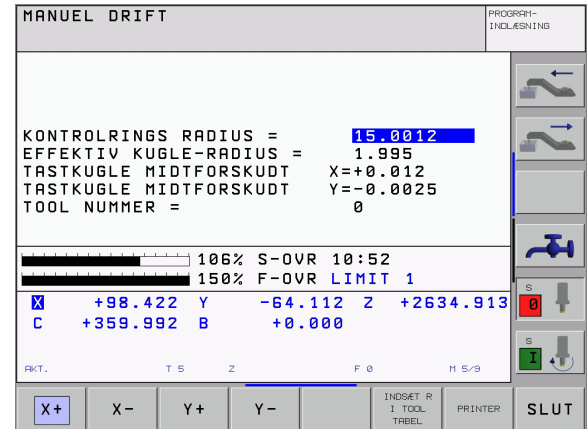 MANUEL DRIFT
PROGRAM-
INDLÆSNING
KONTROLRINGS RADIUS = 15.0012
EFFEKTIV KUGLE-RADIUS = 1.995
TASTKUGLE MIDTFORSKUDT X=+0.012
TASTKUGLE MIDTFORSKUDT Y=-0.0025
TOOL NUMMER = 0
106% S-OVR 10:52
150% F-OVR LIMIT 1
X +98.422 Y -64.112 Z +2634.913
C +359.992 B +0.000
AKT. T 5 Z F 0 M 5/9
S
0
S
I
X+ X- Y+ Y- INDSÆT R I TOOL TABEL PRINTER SLUT